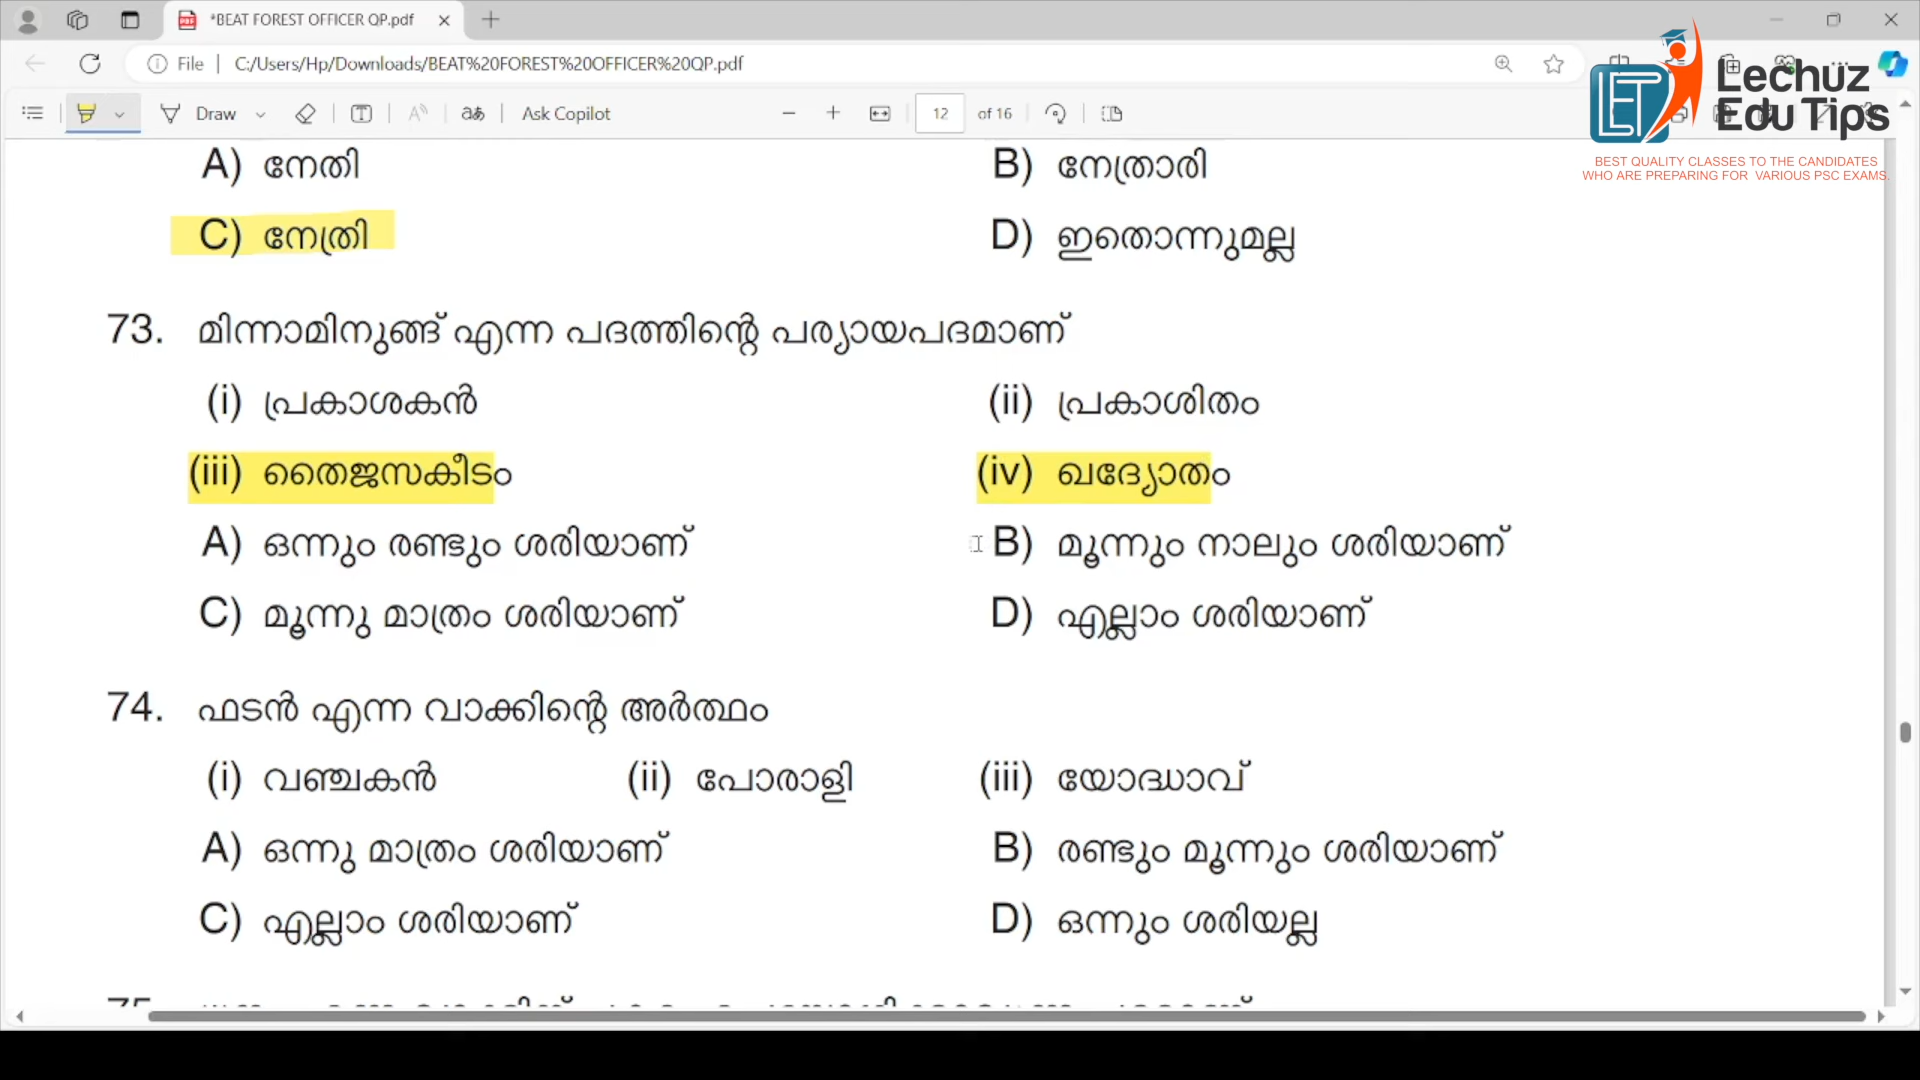 *BEAT FOREST OFFICER QP.pdf
File C:/Users/Hp/Downloads/BEAT%20FOREST%20OFFICER%20QP.pdf
Draw Ask Copilot 12 of 16
Lechuz
Edu Tips
BEST QUALITY CLASSES TO THE CANDIDATES
WHO ARE PREPARING FOR VARIOUS PSC EXAMS.
A) നേതി B) നേത്രാരി
C) നേത്രി D) ഇതൊന്നുമല്ല
73. മിന്നാമിനുങ്ങ് എന്ന പദത്തിന്റെ പര്യായപദമാണ്
(i) പ്രകാശകൻ (ii) പ്രകാശിതം
(iii) തൈജസകീടം (iv) ഖദ്യോതം
A) ഒന്നും രണ്ടും ശരിയാണ് B) മൂന്നും നാലും ശരിയാണ്
C) മൂന്നു മാത്രം ശരിയാണ് D) എല്ലാം ശരിയാണ്
74. ഫടൻ എന്ന വാക്കിന്റെ അർത്ഥം
(i) വഞ്ചകൻ (ii) പോരാളി (iii) യോദ്ധാവ്
A) ഒന്നു മാത്രം ശരിയാണ് B) രണ്ടും മൂന്നും ശരിയാണ്
C) എല്ലാം ശരിയാണ് D) ഒന്നും ശരിയല്ല
75.